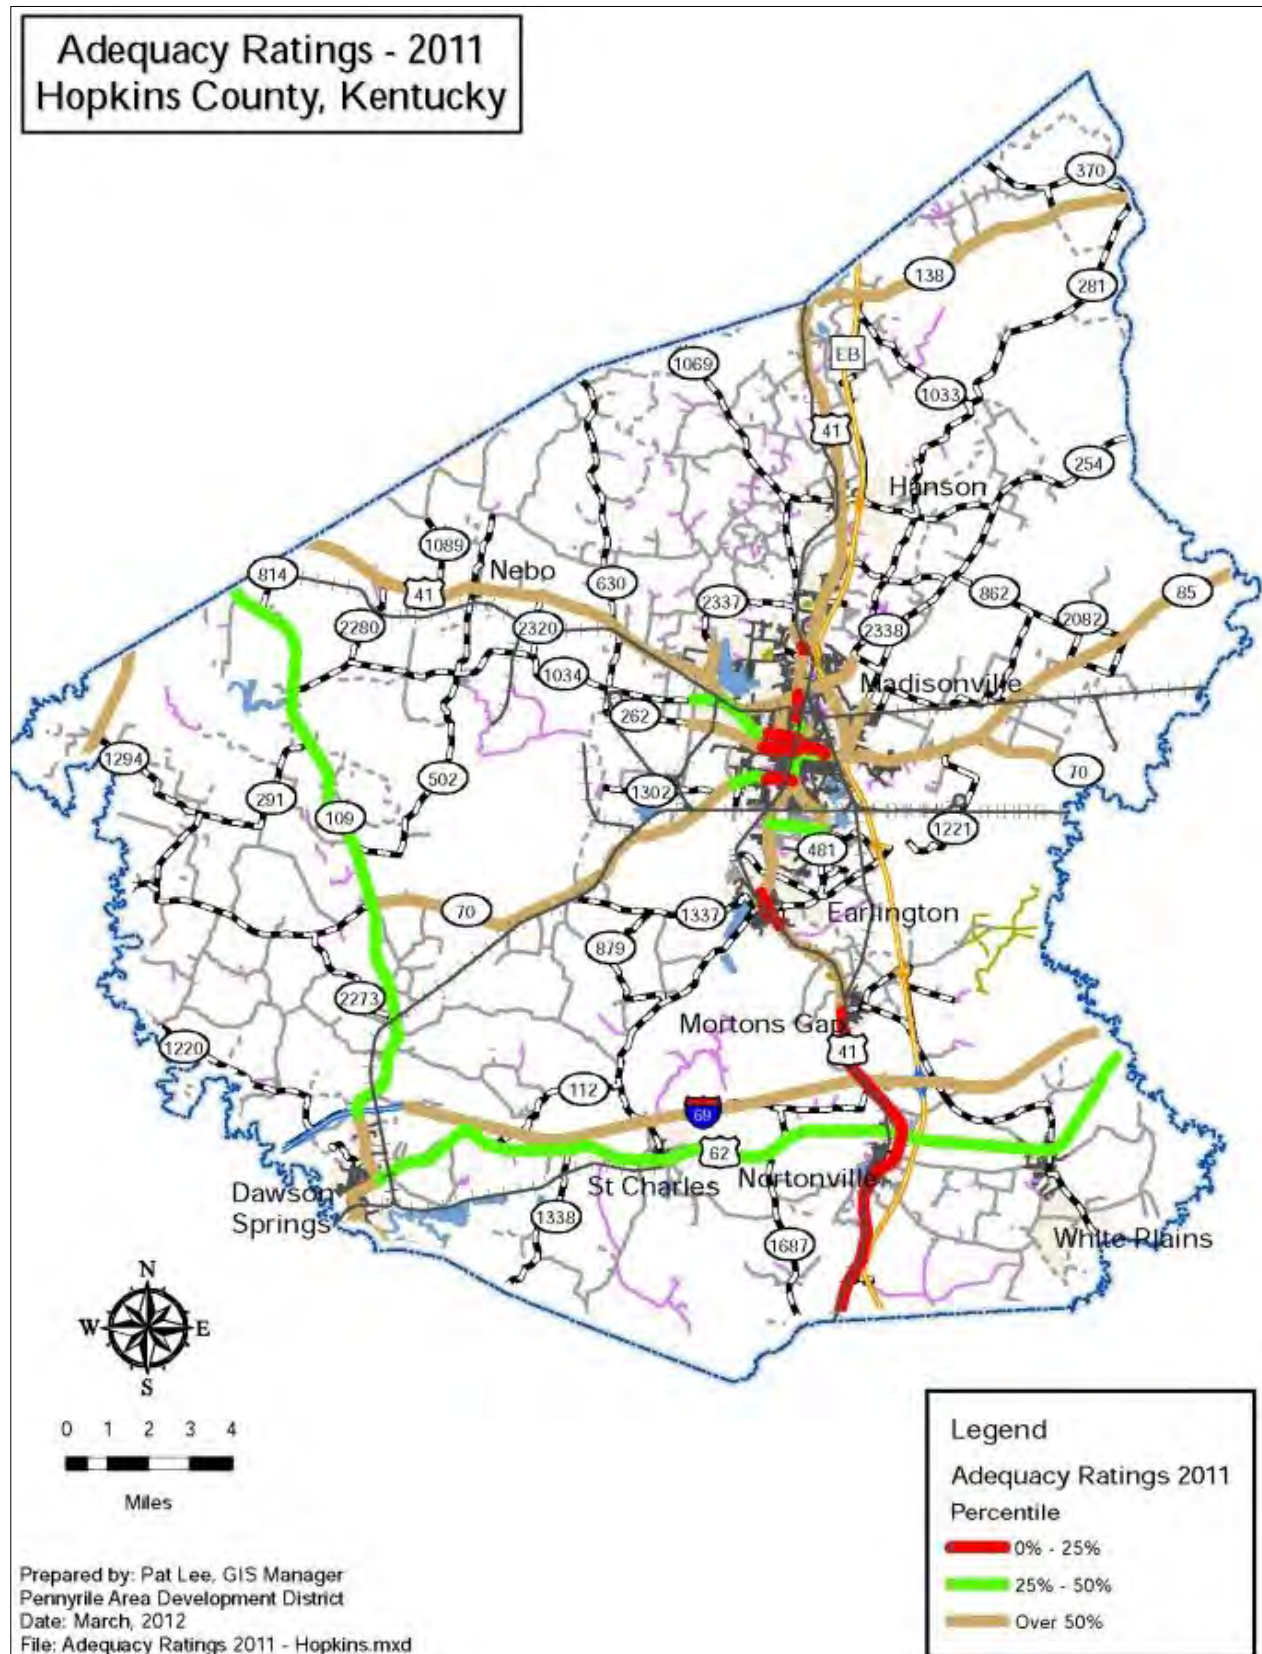 Adequacy Ratings - 2011
Hopkins County, Kentucky
370
138
281
EB
1069
1033
41
254
Hanson
1089
Nebo
814
630
41
2337
862
85
2280
2320
2338
2082
1034
Madisonville
262
1294
502
70
291
1302
109
1221
481
70
1337
Earlington
879
2273
Mortons Gap
1220
41
112
69
62
Dawson
Springs
St Charles
Nortonville
1338
1687
White Plains
N
W
E
S
0 1 2 3 4
Miles
Legend
Adequacy Ratings 2011
Percentile
0% - 25%
25% - 50%
Over 50%
Prepared by: Pat Lee, GIS Manager
Pennyrile Area Development District
Date: March, 2012
File: Adequacy Ratings 2011 - Hopkins.mxd